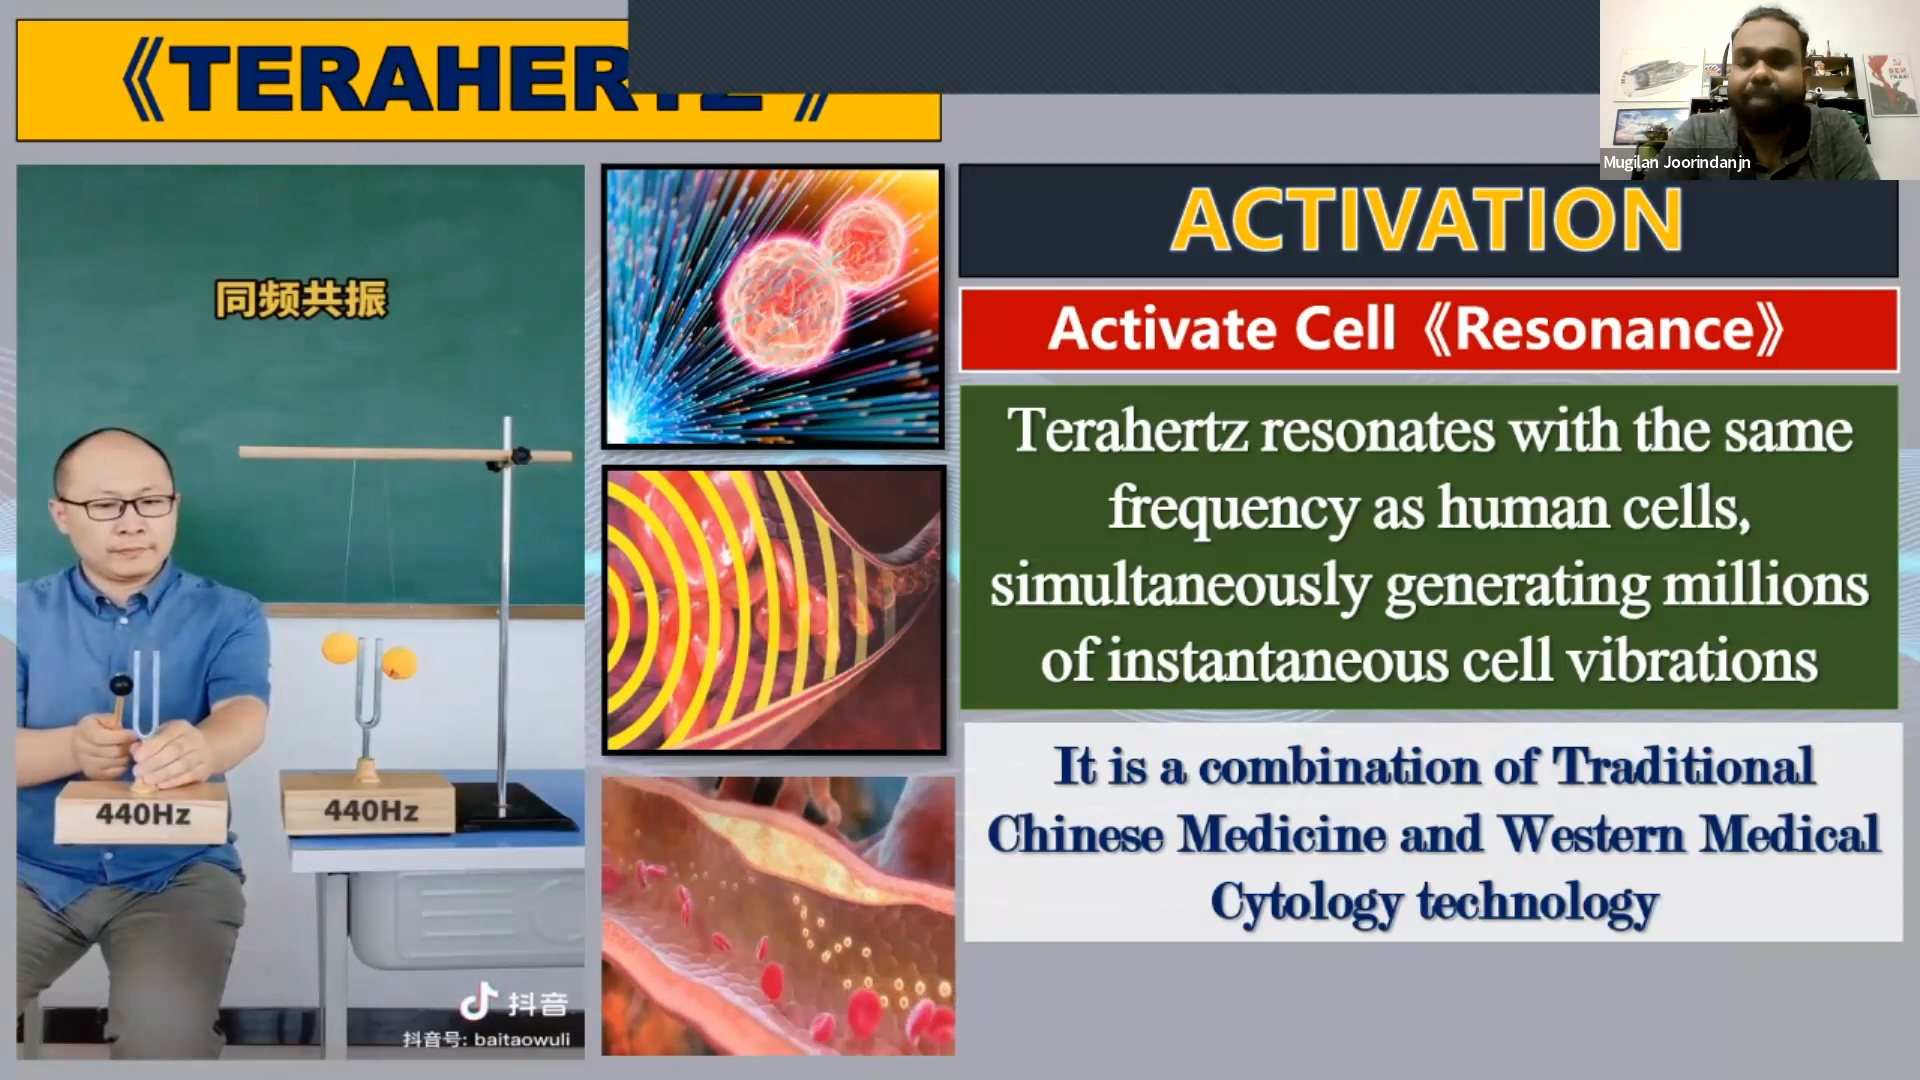 《TERAHERTZ》
Mugilan Joorindanjn
同频共振
440Hz
440Hz
抖音
抖音号: baitaowuli
ACTIVATION
Activate Cell《Resonance》
Terahertz resonates with the same
frequency as human cells,
simultaneously generating millions
of instantaneous cell vibrations
It is a combination of Traditional
Chinese Medicine and Western Medical
Cytology technology